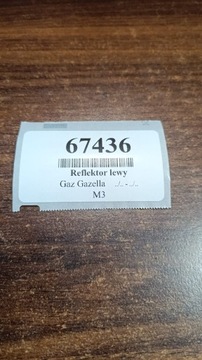 67436
Reflektor lewy
Gaz Gazella ../.. - ../..
M3